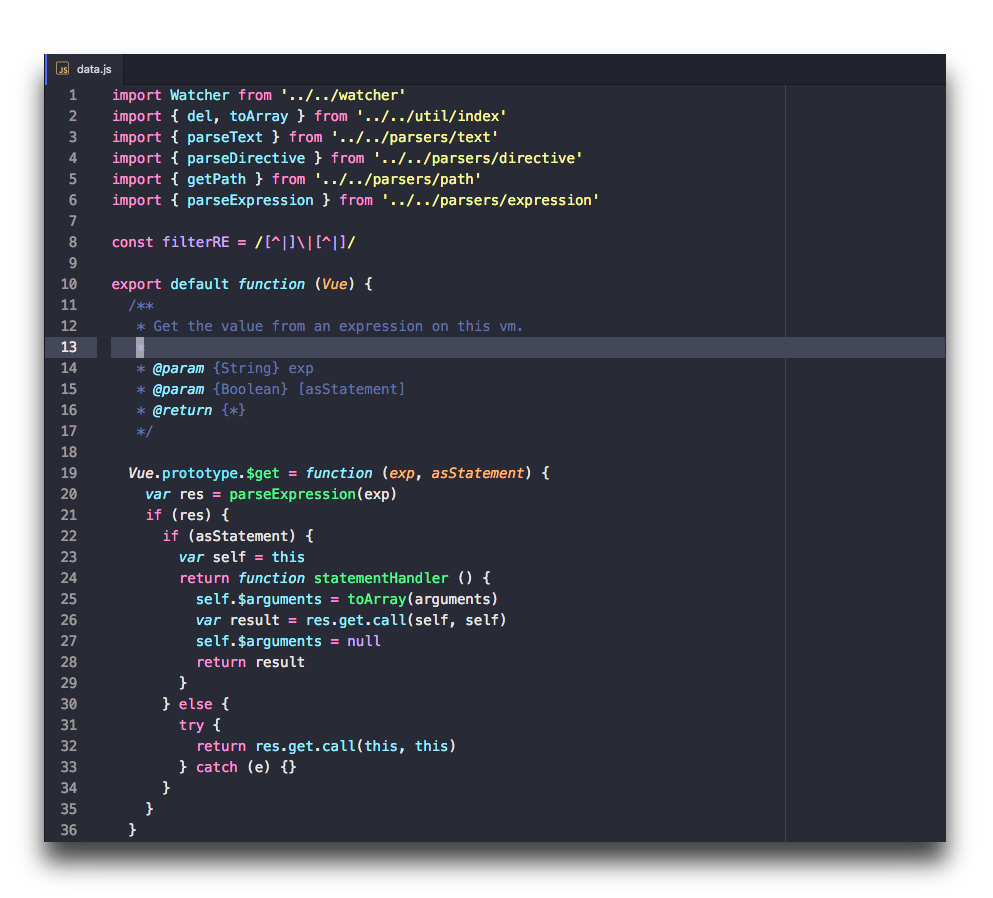 JS data.js
1 import Watcher from '../../watcher'
2 import { del, toArray } from '../../util/index'
3 import { parseText } from '../../parsers/text'
4 import { parseDirective } from '../../parsers/directive'
5 import { getPath } from '../../parsers/path'
6 import { parseExpression } from '../../parsers/expression'
7
8 const filterRE = /[^|]\|[^|]/
9
10 export default function (Vue) {
11   /**
12    * Get the value from an expression on this vm.
13    *
14    * @param {String} exp
15    * @param {Boolean} [asStatement]
16    * @return {*}
17    */
18
19   Vue.prototype.$get = function (exp, asStatement) {
20     var res = parseExpression(exp)
21     if (res) {
22       if (asStatement) {
23         var self = this
24         return function statementHandler () {
25           self.$arguments = toArray(arguments)
26           var result = res.get.call(self, self)
27           self.$arguments = null
28           return result
29         }
30       } else {
31         try {
32           return res.get.call(this, this)
33         } catch (e) {}
34       }
35     }
36   }